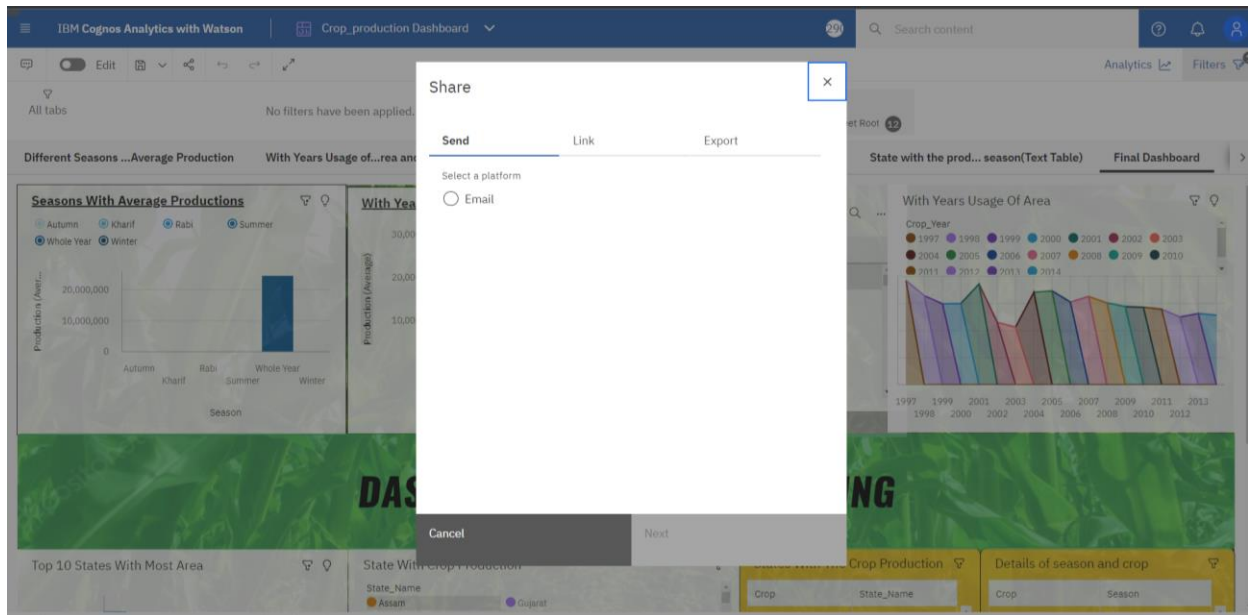 IBM Cognos Analytics with Watson
Crop_production Dashboard
Search content
Edit
Analytics
Filters
All tabs
No filters have been applied.
et Root 12
Different Seasons ...Average Production
With Years Usage of...rea an
State with the prod... season(Text Table)
Final Dashboard
Share
Send
Link
Export
Select a platform
Email
Cancel
Next
Seasons With Average Productions
Autumn Kharif Rabi Summer
Whole Year Winter
Production (Aver...
20,000,000
10,000,000
0
Autumn Rabi Whole Year
Kharif Summer Winter
Season
With Yea
Production (Average)
30,00
20,00
10,00
With Years Usage Of Area
Crop_Year
1997 1998 1999 2000 2001 2002 2003
2004 2005 2006 2007 2008 2009 2010
2011 2012 2013 2014
1997 1999 2001 2003 2005 2007 2009 2011 2013
1998 2000 2002 2004 2006 2008 2010 2012
DAS
NG
Top 10 States With Most Area
State With Crop Production
State_Name
Assam Gujarat
States With The Crop Production
Crop State_Name
Details of season and crop
Crop Season